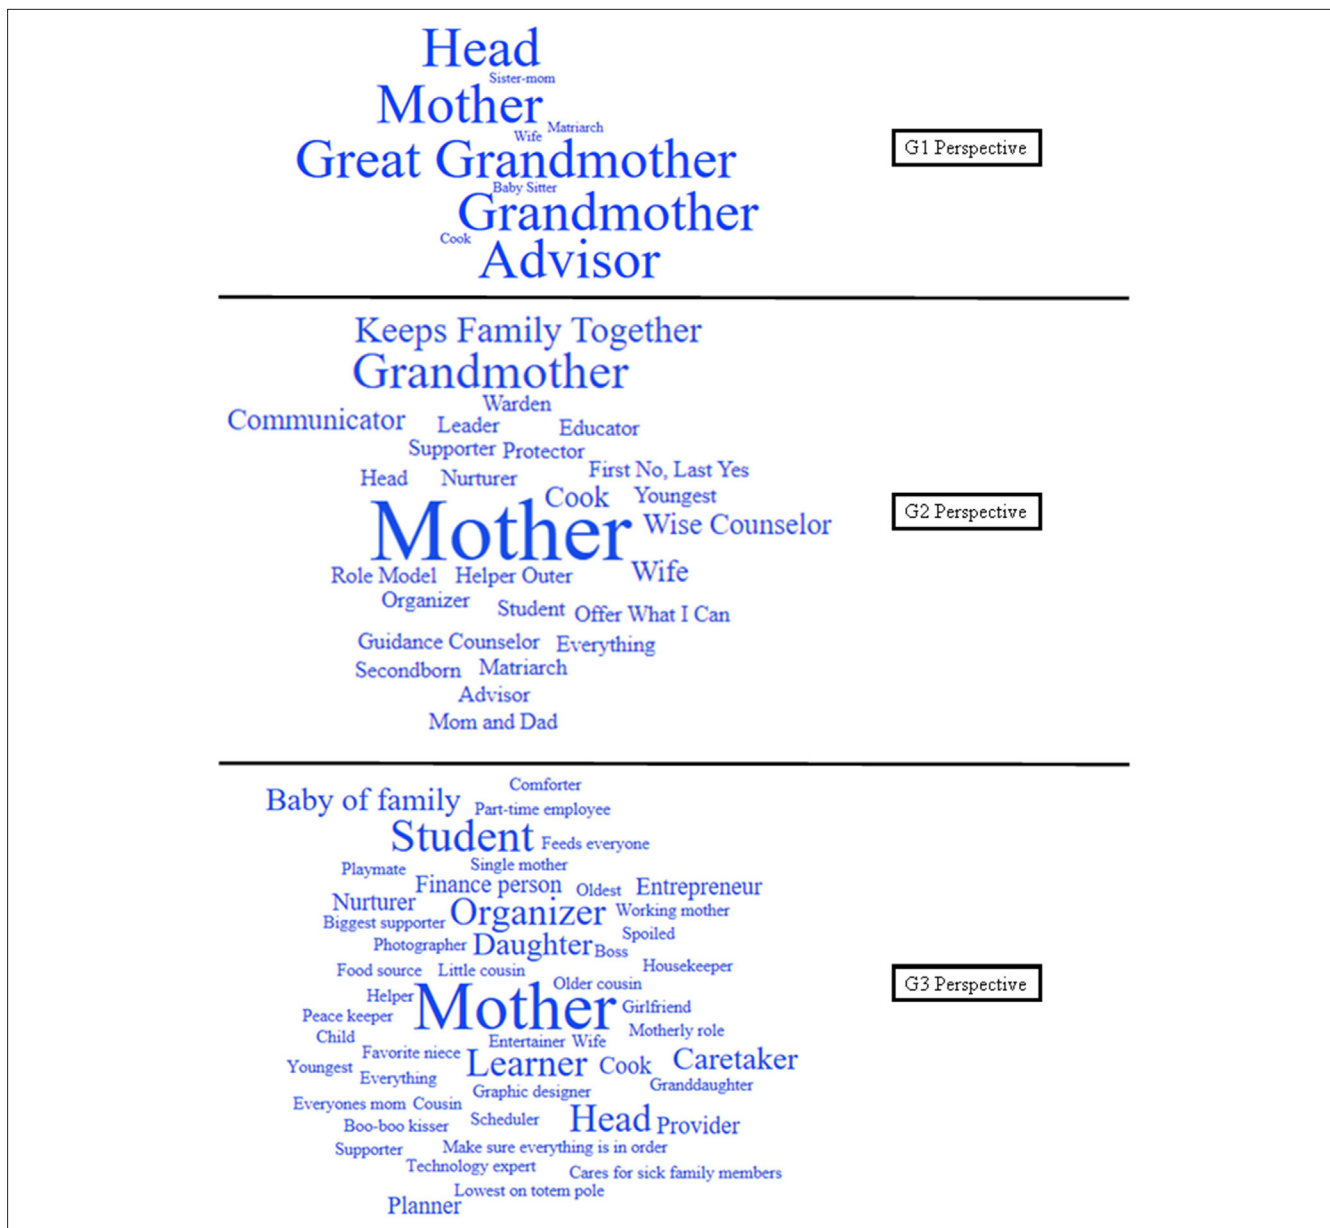 Head
Sister-mom
Mother
Matriarch
Wife
Great Grandmother
Baby Sitter
Grandmother
Cook
Advisor
G1 Perspective
Keeps Family Together
Grandmother
Warden
Communicator Leader Educator
Supporter Protector
Head Nurturer First No, Last Yes
Cook Youngest
Mother Wise Counselor
Role Model Helper Outer Wife
Organizer Student Offer What I Can
Guidance Counselor Everything
Secondborn Matriarch
Advisor
Mom and Dad
G2 Perspective
Comforter
Baby of family Part-time employee
Student Feeds everyone
Playmate Single mother
Finance person Oldest Entrepreneur
Nurturer Organizer Working mother
Biggest supporter Spoiled
Photographer Daughter Boss
Food source Little cousin Housekeeper
Older cousin
Helper Mother Girlfriend
Peace keeper Motherly role
Child Entertainer Wife
Favorite niece Learner Cook Caretaker
Youngest Everything Granddaughter
Graphic designer
Everyones mom Cousin
Boo-boo kisser Scheduler Head Provider
Supporter Make sure everything is in order
Technology expert Cares for sick family members
Lowest on totem pole
Planner
G3 Perspective